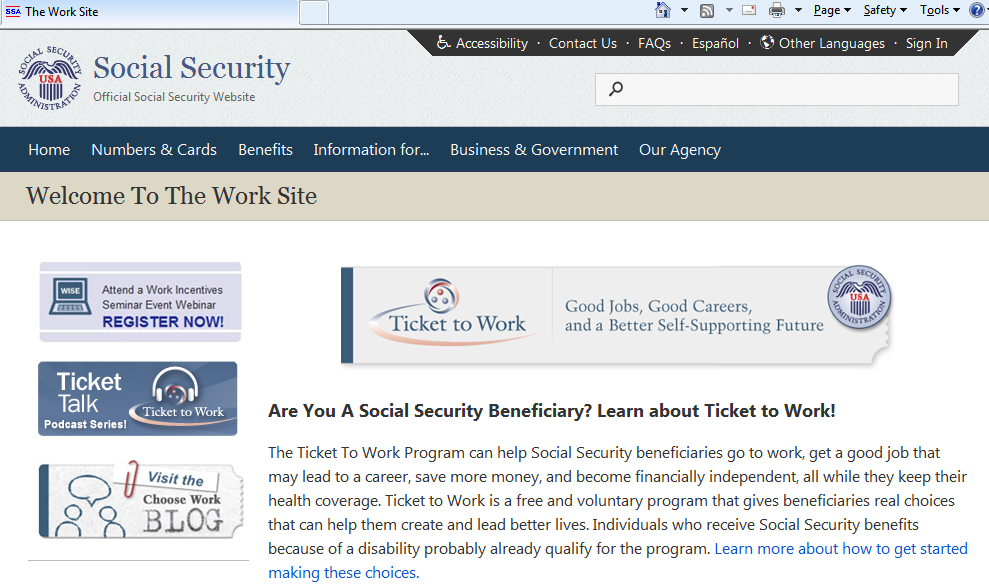 SSA The Work Site
Page Safety Tools ?
Accessibility · Contact Us · FAQs · Español · Other Languages · Sign In
SOCIAL SECURITY ADMINISTRATION
USA
Social Security
Official Social Security Website
Home Numbers & Cards Benefits Information for... Business & Government Our Agency
Welcome To The Work Site
WISE
Attend a Work Incentives
Seminar Event Webinar
REGISTER NOW!
Ticket
Talk
Podcast Series!
Ticket to Work
Visit the
Choose Work
BLOG
Ticket to Work
Good Jobs, Good Careers,
and a Better Self-Supporting Future
SOCIAL SECURITY ADMINISTRATION
USA
Are You A Social Security Beneficiary? Learn about Ticket to Work!
The Ticket To Work Program can help Social Security beneficiaries go to work, get a good job that
may lead to a career, save more money, and become financially independent, all while they keep their
health coverage. Ticket to Work is a free and voluntary program that gives beneficiaries real choices
that can help them create and lead better lives. Individuals who receive Social Security benefits
because of a disability probably already qualify for the program. Learn more about how to get started
making these choices.